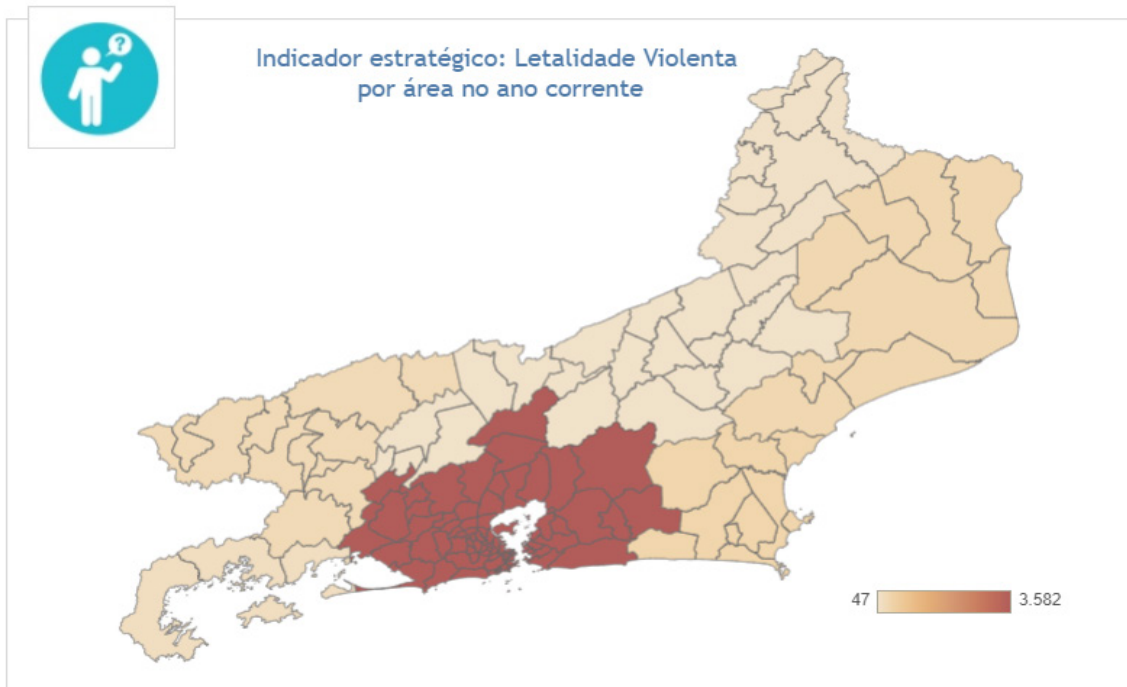 ?
Indicador estratégico: Letalidade Violenta
por área no ano corrente
47 3.582